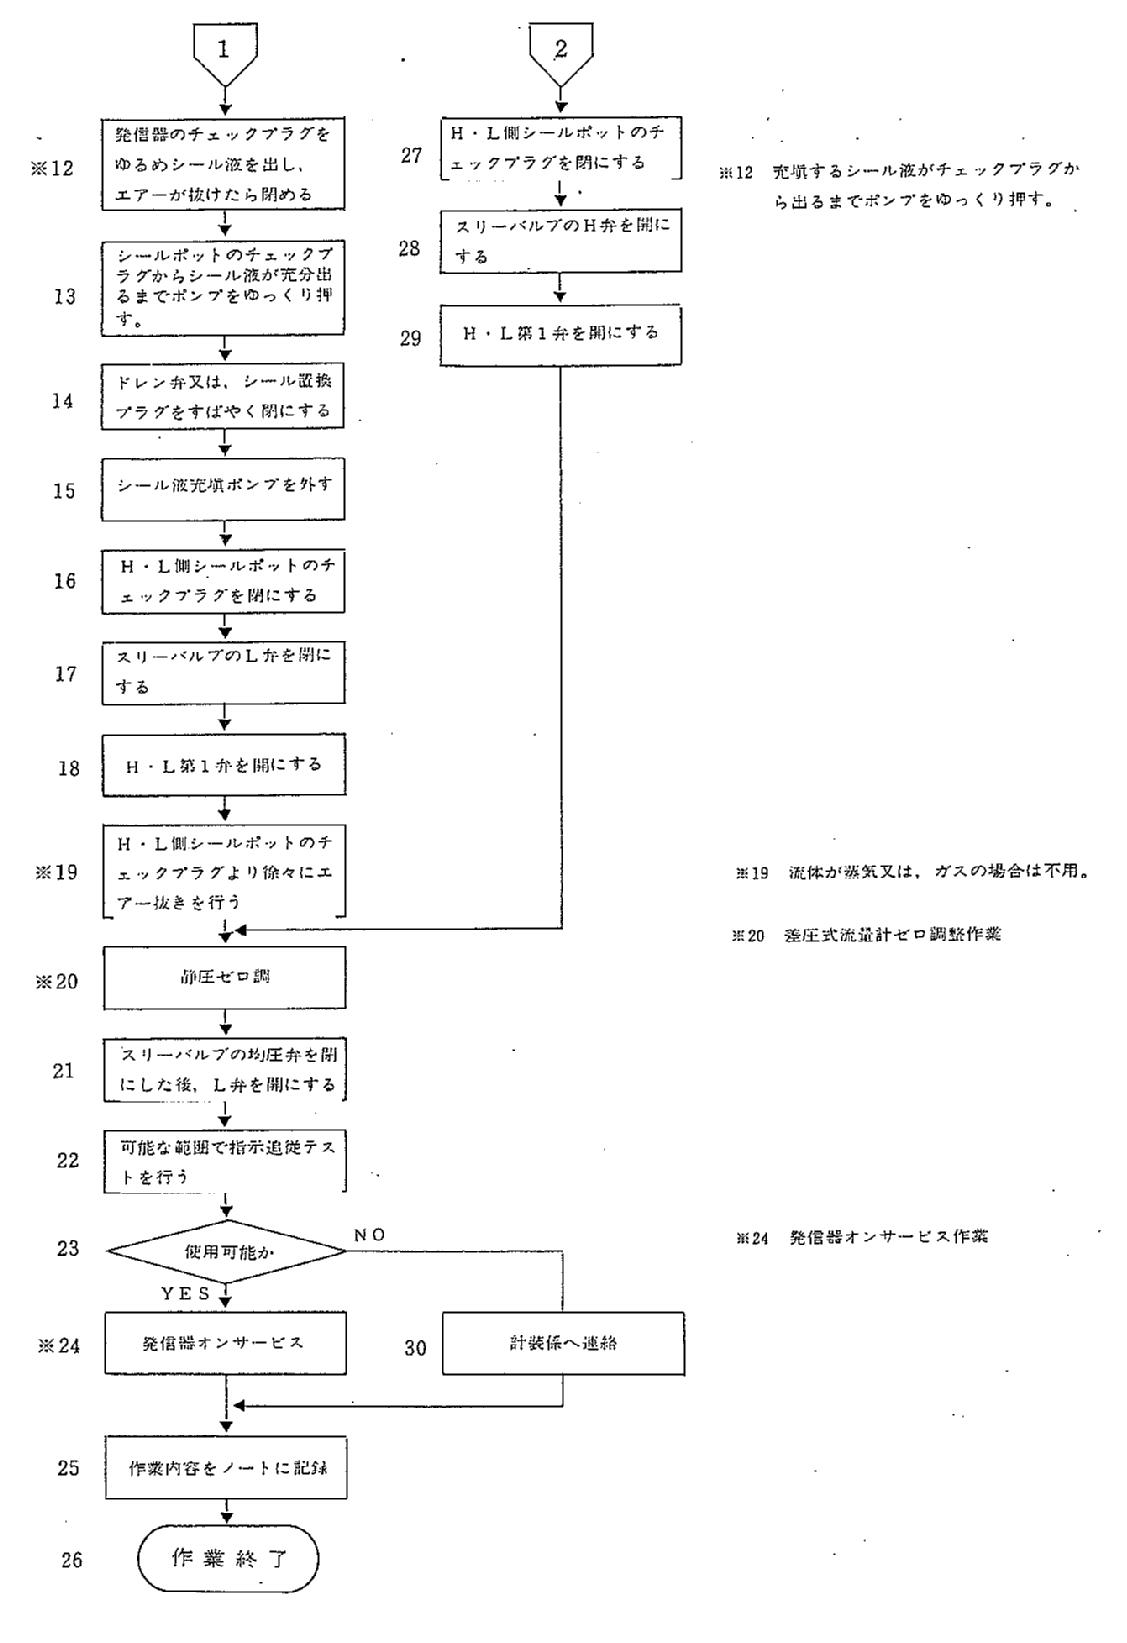 1
※12
発信器のチェックプラグを
ゆるめシール液を出し、
エアーが抜けたら閉める
13
シールポットのチェックプ
ラグからシール液が充分出
るまでポンプをゆっくり押
す。
14
ドレン弁又は、シール置換
プラグをすばやく閉にする
15
シール液充填ポンプを外す
16
H・L側シールポットのチ
ェックプラグを閉にする
17
スリーバルブのL弁を閉に
する
18
H・L第1弁を開にする
※19
H・L側シールポットのチ
ェックプラグより徐々にエ
アー抜きを行う
※20
静圧ゼロ調
21
スリーバルブの均圧弁を閉
にした後、L弁を開にする
22
可能な範囲で指示追従テス
トを行う
23
使用可能か
NO
YES
※24
発信器オンサービス
25
作業内容をノートに記録
26
作業終了
2
27
H・L側シールポットのチ
ェックプラグを閉にする
28
スリーバルブのH弁を開に
する
29
H・L第1弁を開にする
30
計装係へ連絡
※12 充填するシール液がチェックプラグか
ら出るまでポンプをゆっくり押す。
※19 流体が蒸気又は、ガスの場合は不用。
※20 差圧式流量計ゼロ調整作業
※24 発信器オンサービス作業